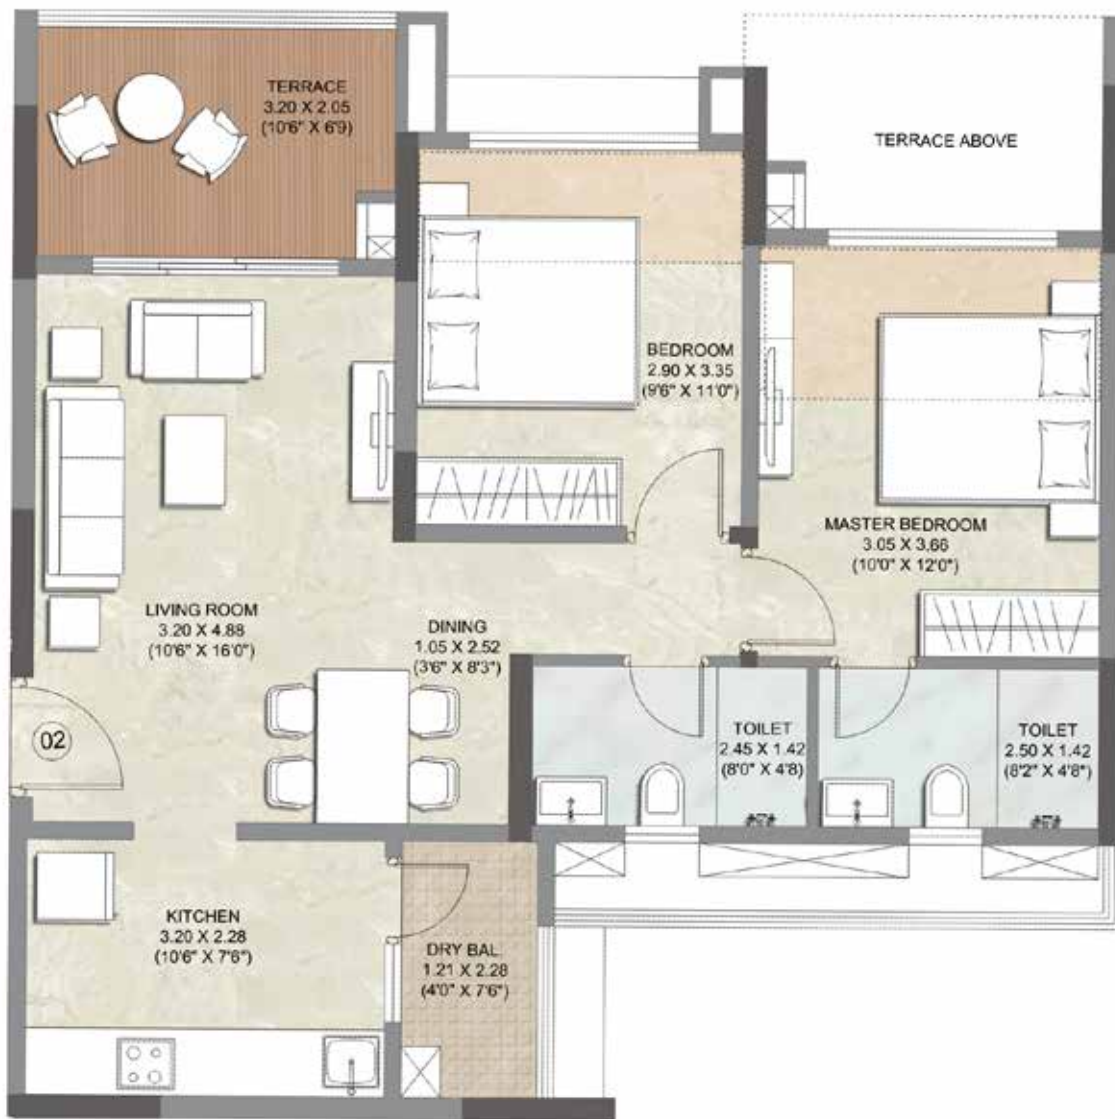 TERRACE
3.20 X 2.05
(10'6" X 6'9)
TERRACE ABOVE
BEDROOM
2.90 X 3.35
(9'6" X 11'0")
MASTER BEDROOM
3.05 X 3.66
(10'0" X 12'0")
LIVING ROOM
3.20 X 4.88
(10'6" X 16'0")
DINING
1.05 X 2.52
(3'6" X 8'3")
02
TOILET
2.45 X 1.42
(8'0" X 4'8)
TOILET
2.50 X 1.42
(8'2" X 4'8")
KITCHEN
3.20 X 2.28
(10'6" X 7'6")
DRY BAL.
1.21 X 2.28
(4'0" X 7'6")